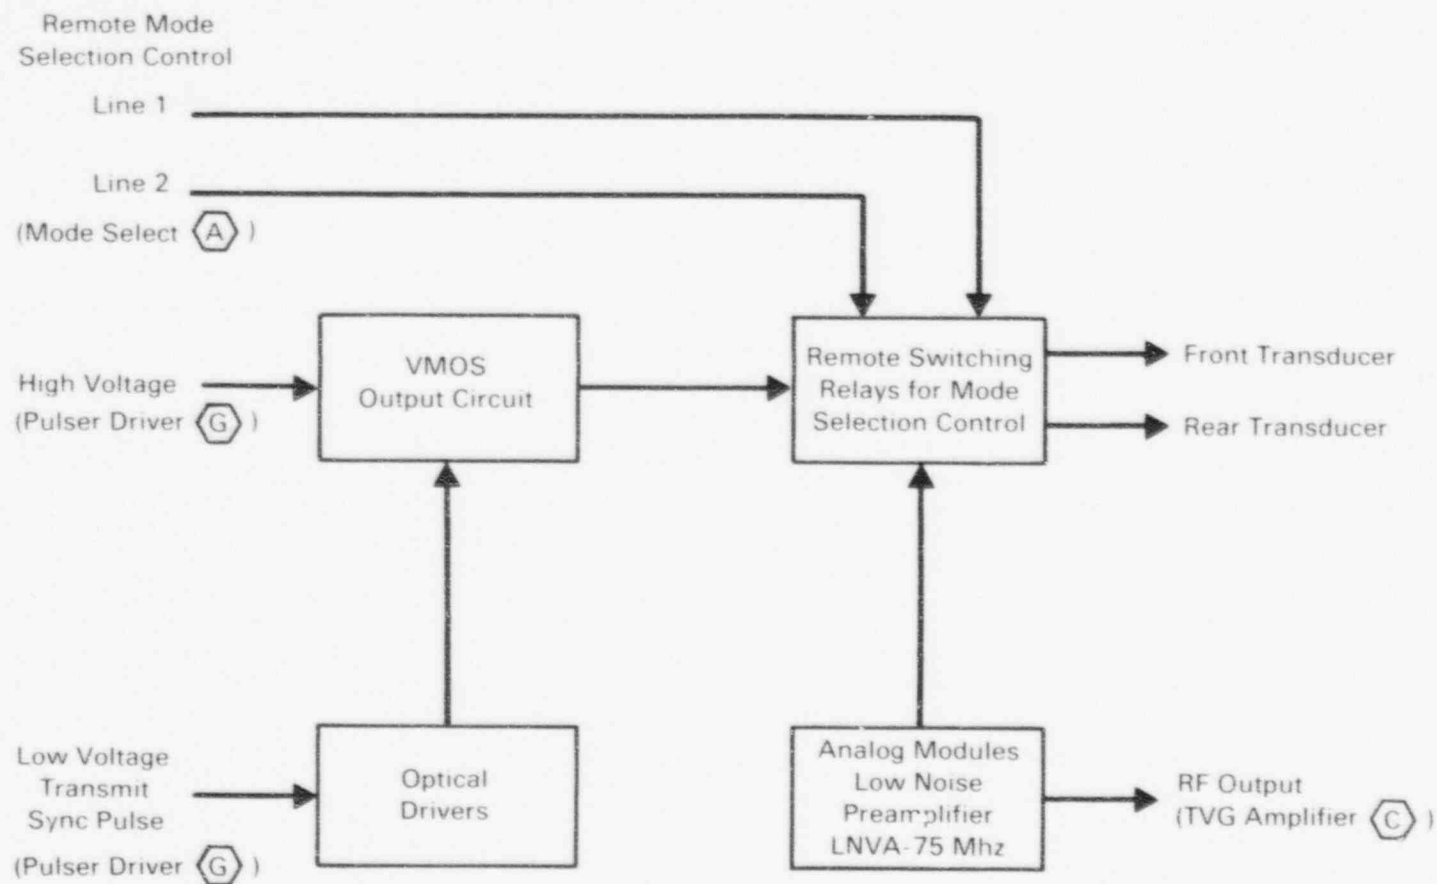 Remote Mode
Selection Control
Line 1
Line 2
(Mode Select A )
High Voltage
(Pulser Driver G )
VMOS
Output Circuit
Remote Switching
Relays for Mode
Selection Control
Front Transducer
Rear Transducer
Low Voltage
Transmit
Sync Pulse
(Pulser Driver G )
Optical
Drivers
Analog Modules
Low Noise
Preamplifier
LNVA-75 Mhz
RF Output
(TVG Amplifier C )